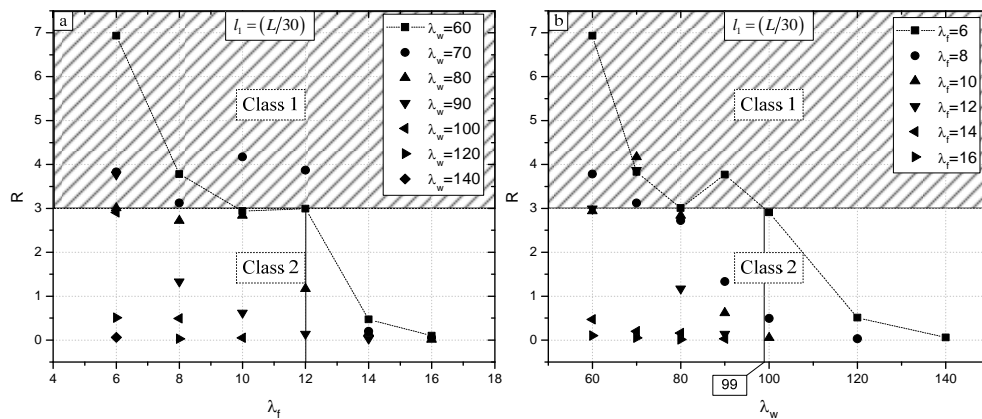 a
l₁ = (L/30)
λw=60
λw=70
λw=80
λw=90
λw=100
λw=120
λw=140
Class 1
Class 2
R
7
6
5
4
3
2
1
0
4 6 8 10 12 14 16 18
λf
b
l₁ = (L/30)
λf=6
λf=8
λf=10
λf=12
λf=14
λf=16
Class 1
Class 2
R
7
6
5
4
3
2
1
0
60 80 100 120 140
99
λw